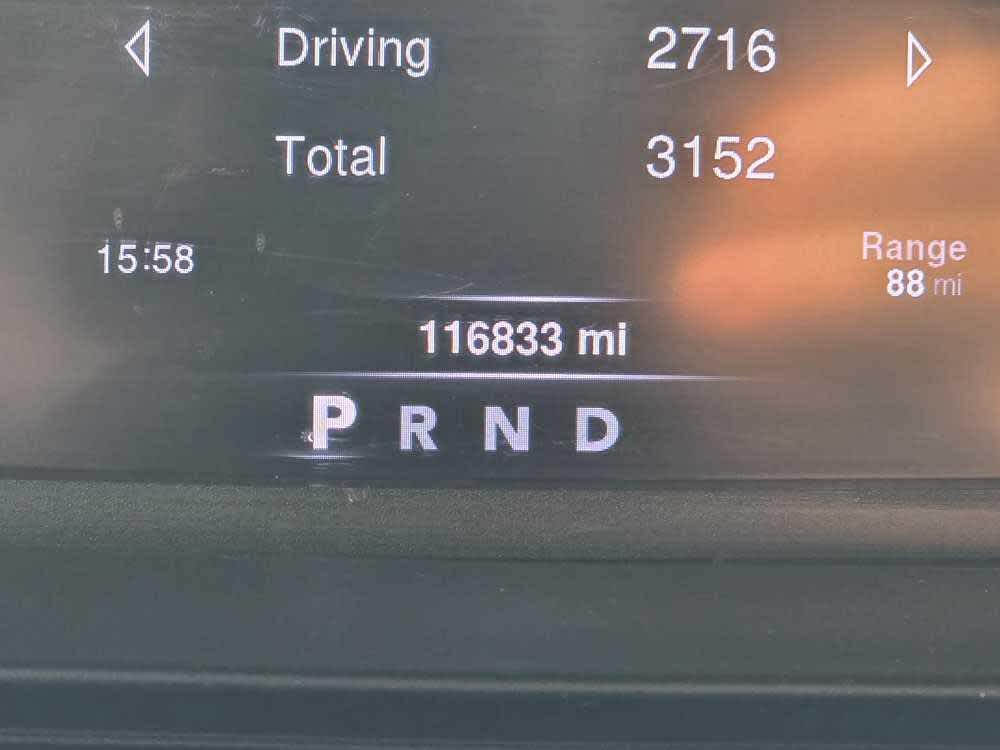 Driving 2716
Total 3152
15:58
Range
88 mi
116833 mi
P R N D